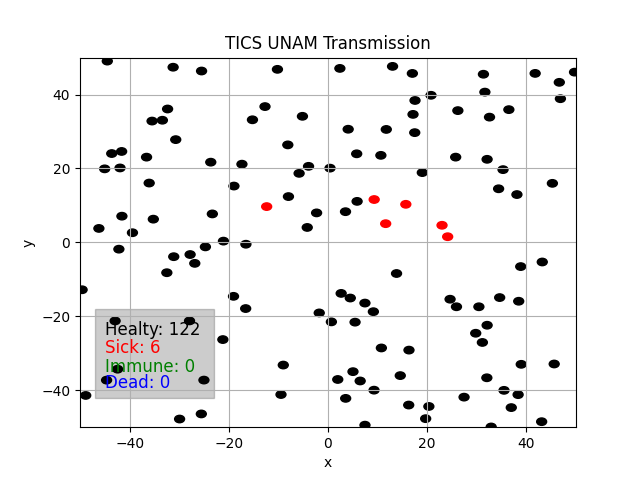 TICS UNAM Transmission
40
20
0
−20
−40
y
Healty: 122
Sick: 6
Immune: 0
Dead: 0
−40 −20 0 20 40
x